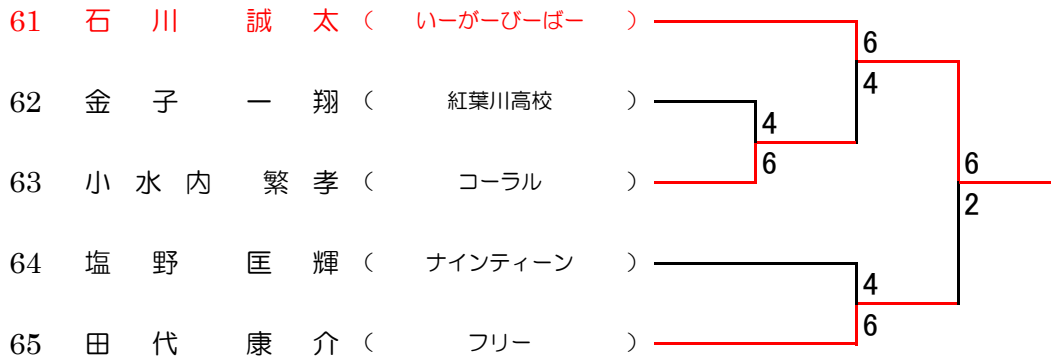 61 石川 誠太（ いーがーびーばー ）
6
4
62 金子 一翔（ 紅葉川高校 ）
4
6
63 小水内 繁孝（ コーラル ）
6
2
64 塩野 匡輝（ ナインティーン ）
4
6
65 田代 康介（ フリー ）